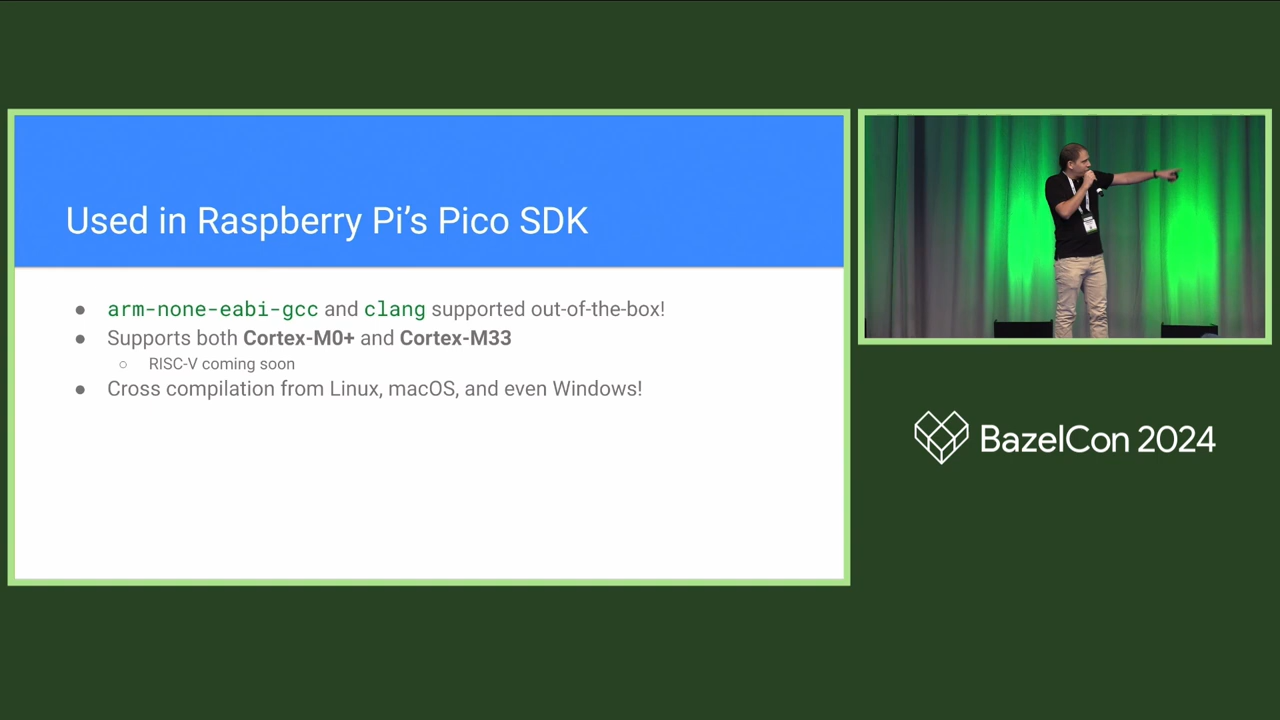 Used in Raspberry Pi’s Pico SDK
● arm-none-eabi-gcc and clang supported out-of-the-box!
● Supports both Cortex-M0+ and Cortex-M33
○ RISC-V coming soon
● Cross compilation from Linux, macOS, and even Windows!
BazelCon 2024